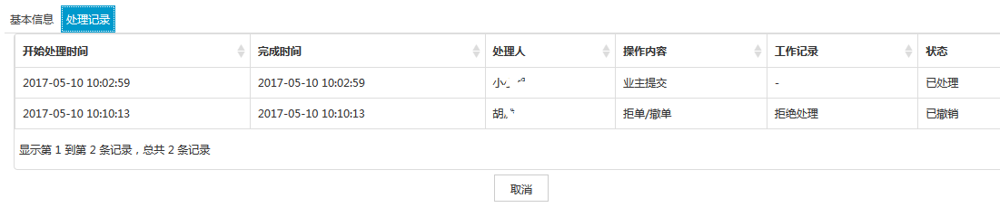 基本信息 处理记录
开始处理时间 完成时间 处理人 操作内容 工作记录 状态
2017-05-10 10:02:59 2017-05-10 10:02:59 小 业主提交 - 已处理
2017-05-10 10:10:13 2017-05-10 10:10:13 胡 拒单/撤单 拒绝处理 已撤销
显示第 1 到第 2 条记录，总共 2 条记录
取消